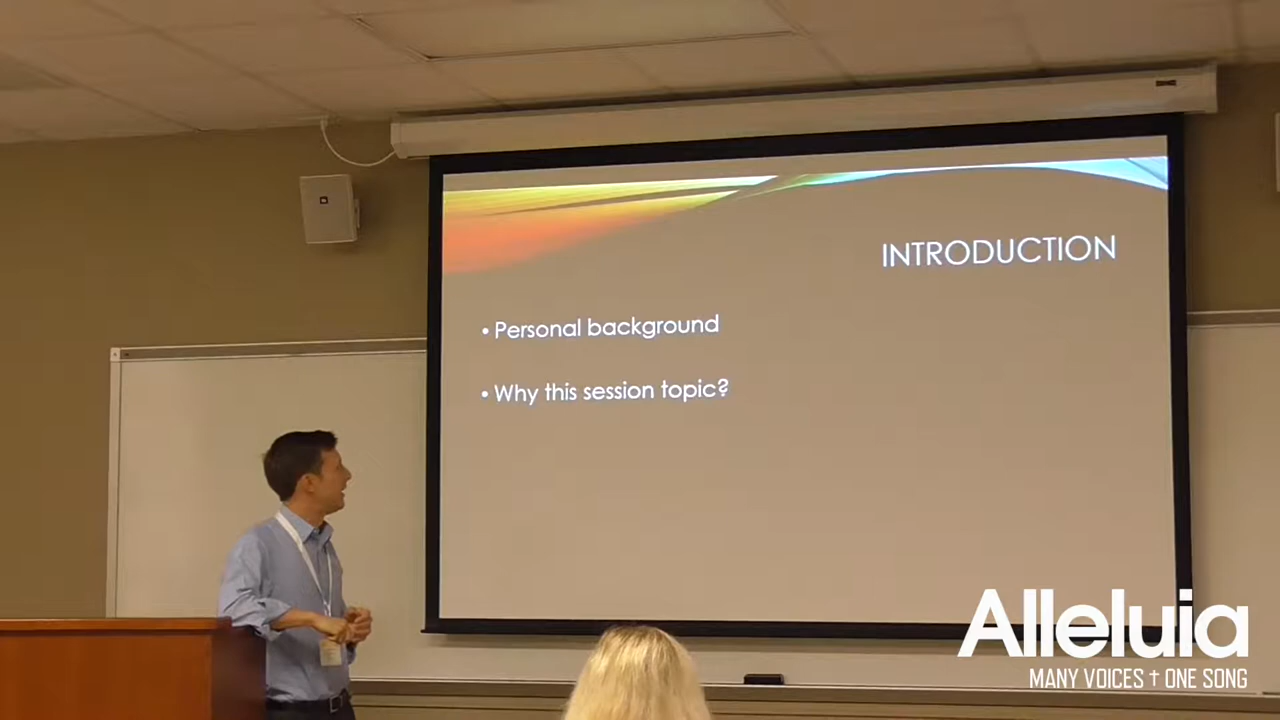 INTRODUCTION
• Personal background
• Why this session topic?
Alleluia
MANY VOICES † ONE SONG